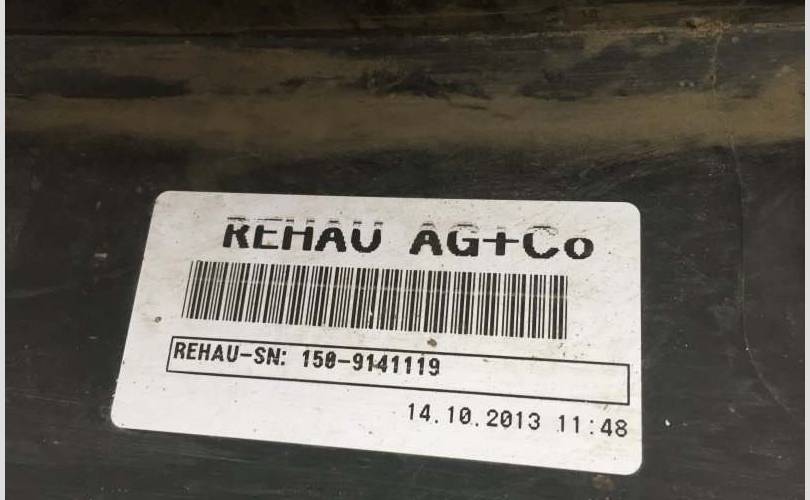 REHAU AG+Co
REHAU-SN: 150-9141119
14.10.2013 11:48